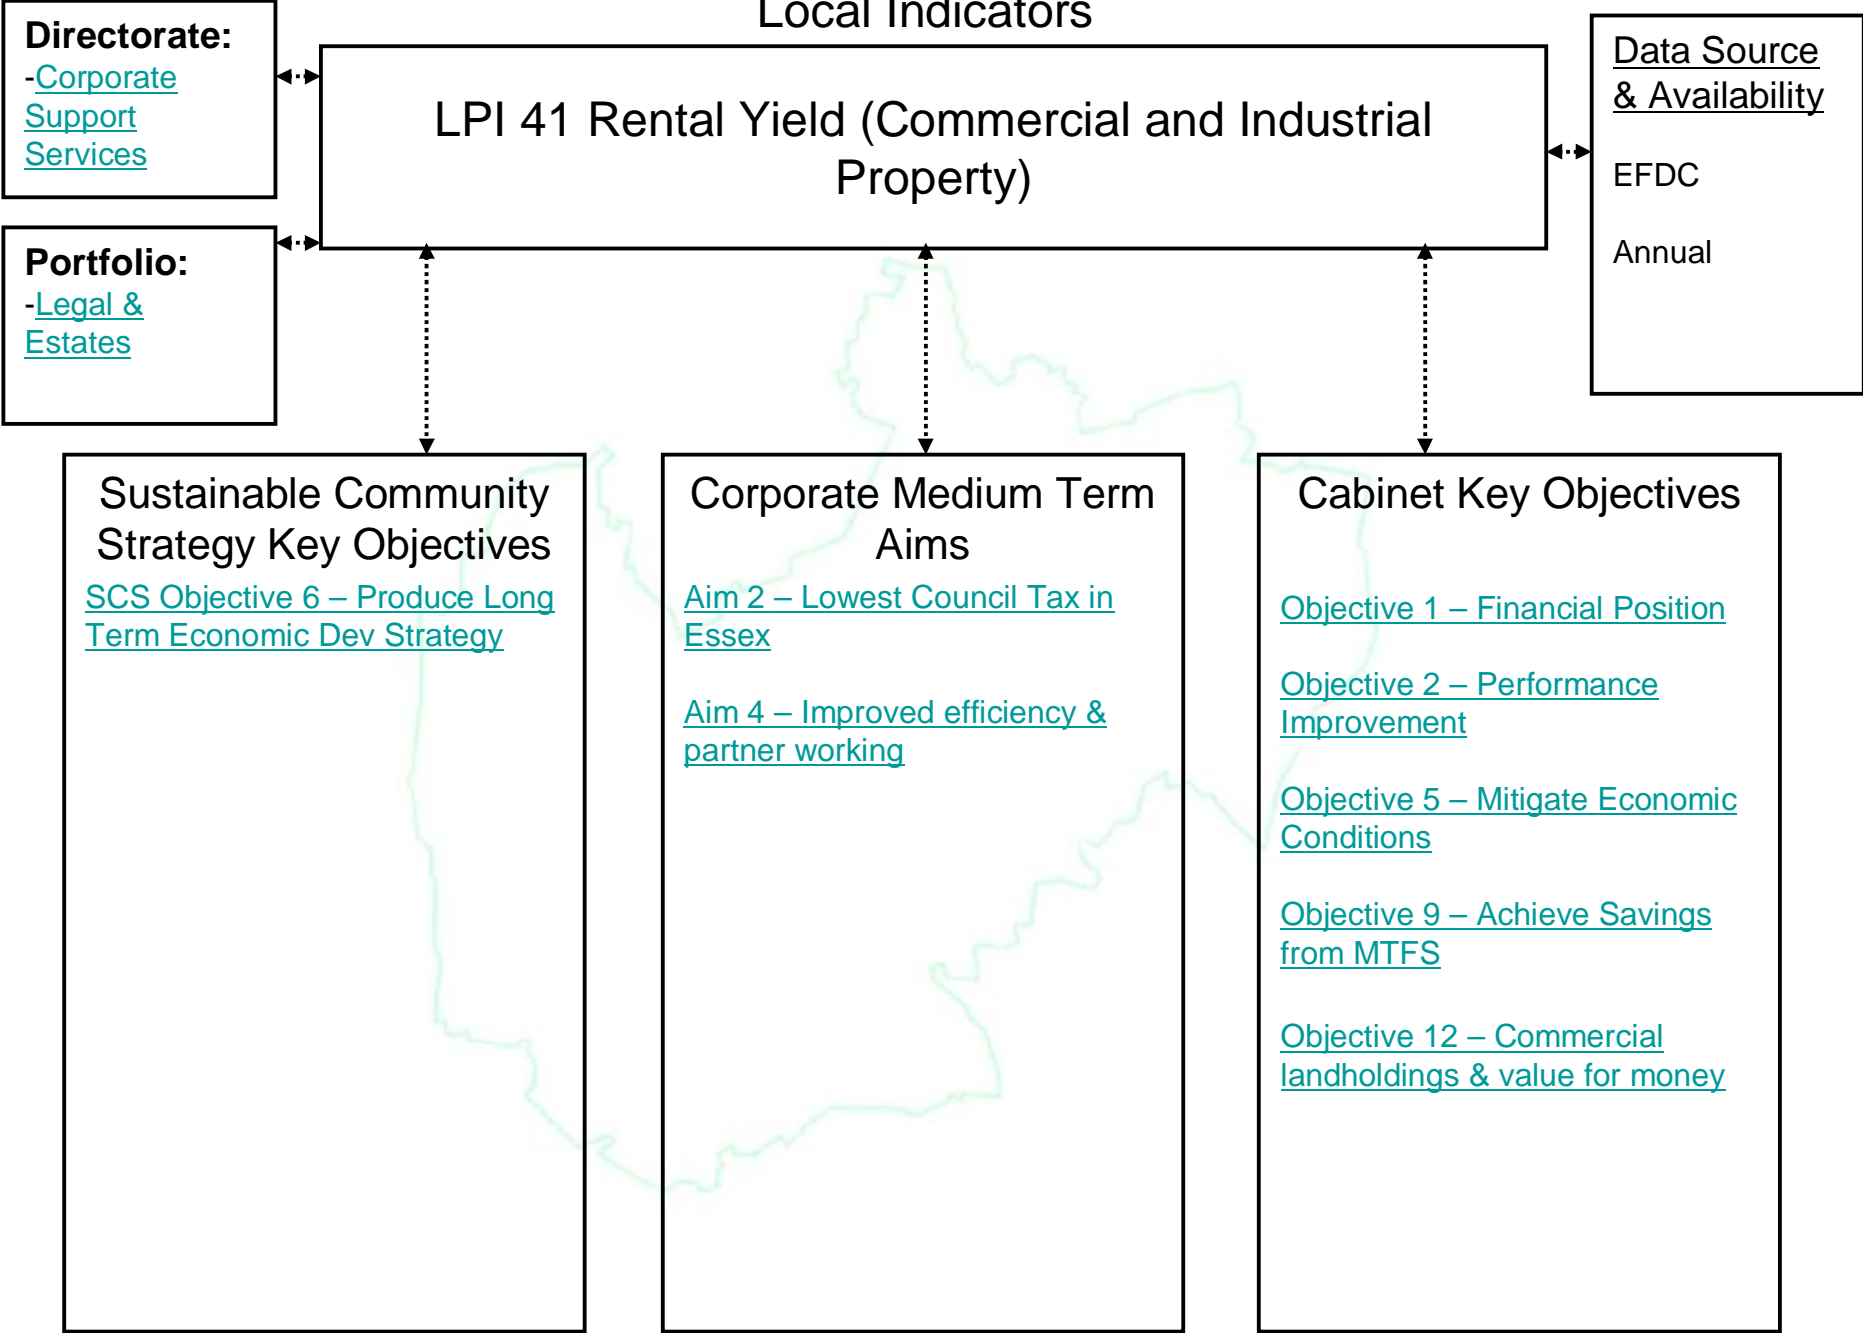 Local Indicators
Directorate:
-Corporate
Support
Services
LPI 41 Rental Yield (Commercial and Industrial
Property)
Data Source
& Availability
EFDC
Annual
Portfolio:
-Legal &
Estates
Sustainable Community
Strategy Key Objectives
SCS Objective 6 – Produce Long
Term Economic Dev Strategy
Corporate Medium Term
Aims
Aim 2 – Lowest Council Tax in
Essex
Aim 4 – Improved efficiency &
partner working
Cabinet Key Objectives
Objective 1 – Financial Position
Objective 2 – Performance
Improvement
Objective 5 – Mitigate Economic
Conditions
Objective 9 – Achieve Savings
from MTFS
Objective 12 – Commercial
landholdings & value for money